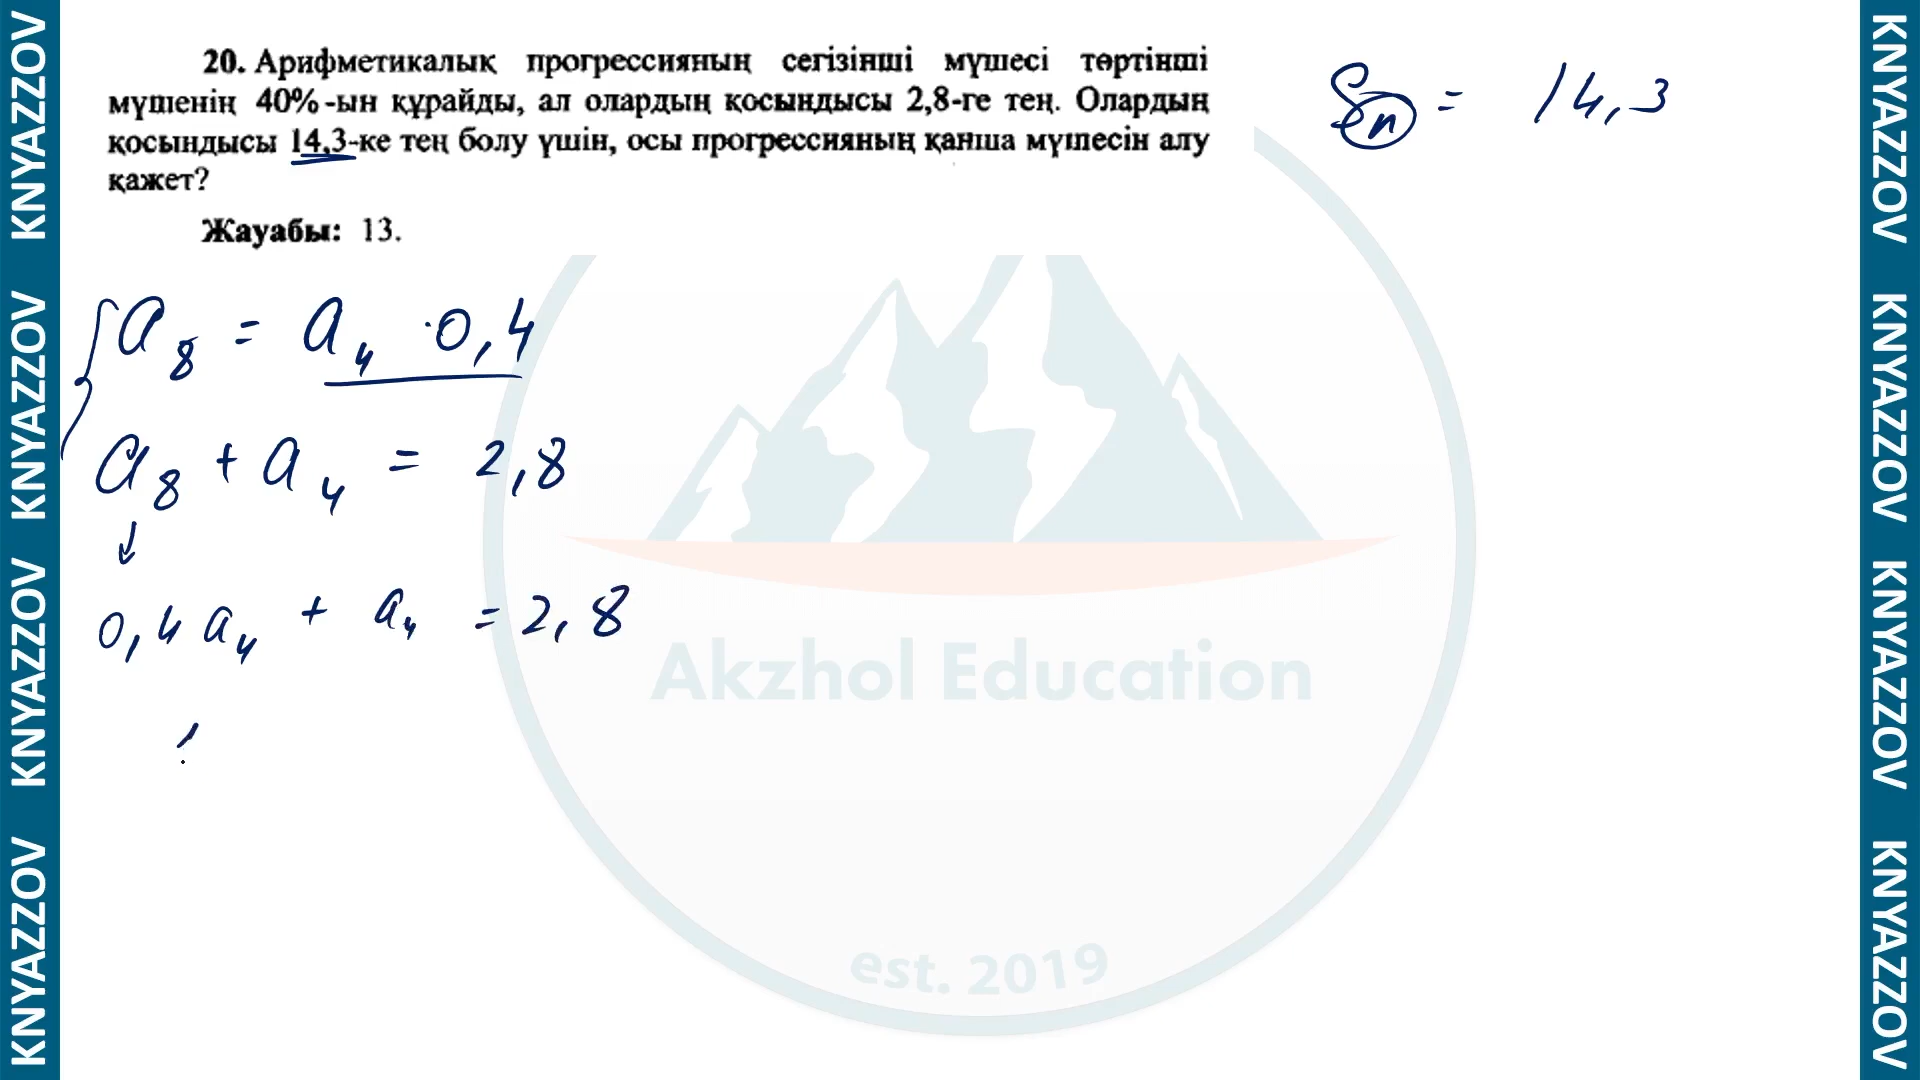 20. Арифметикалық прогрессияның сегізінші мүшесі төртінші
мүшенің 40%-ын құрайды, ал олардың қосындысы 2,8-ге тең. Олардың
қосындысы 14,3-ке тең болу үшін, осы прогрессияның қанша мүшесін алу
қажет?
Жауабы: 13.
Sn = 14,3
a8 = a4 · 0,4
a8 + a4 = 2,8
0,4 a4 + a4 = 2,8
Akzhol Education
est. 2019
KNYAZZOV KNYAZZOV KNYAZZOV KNYAZZOV
KNYAZZOV KNYAZZOV KNYAZZOV KNYAZZOV